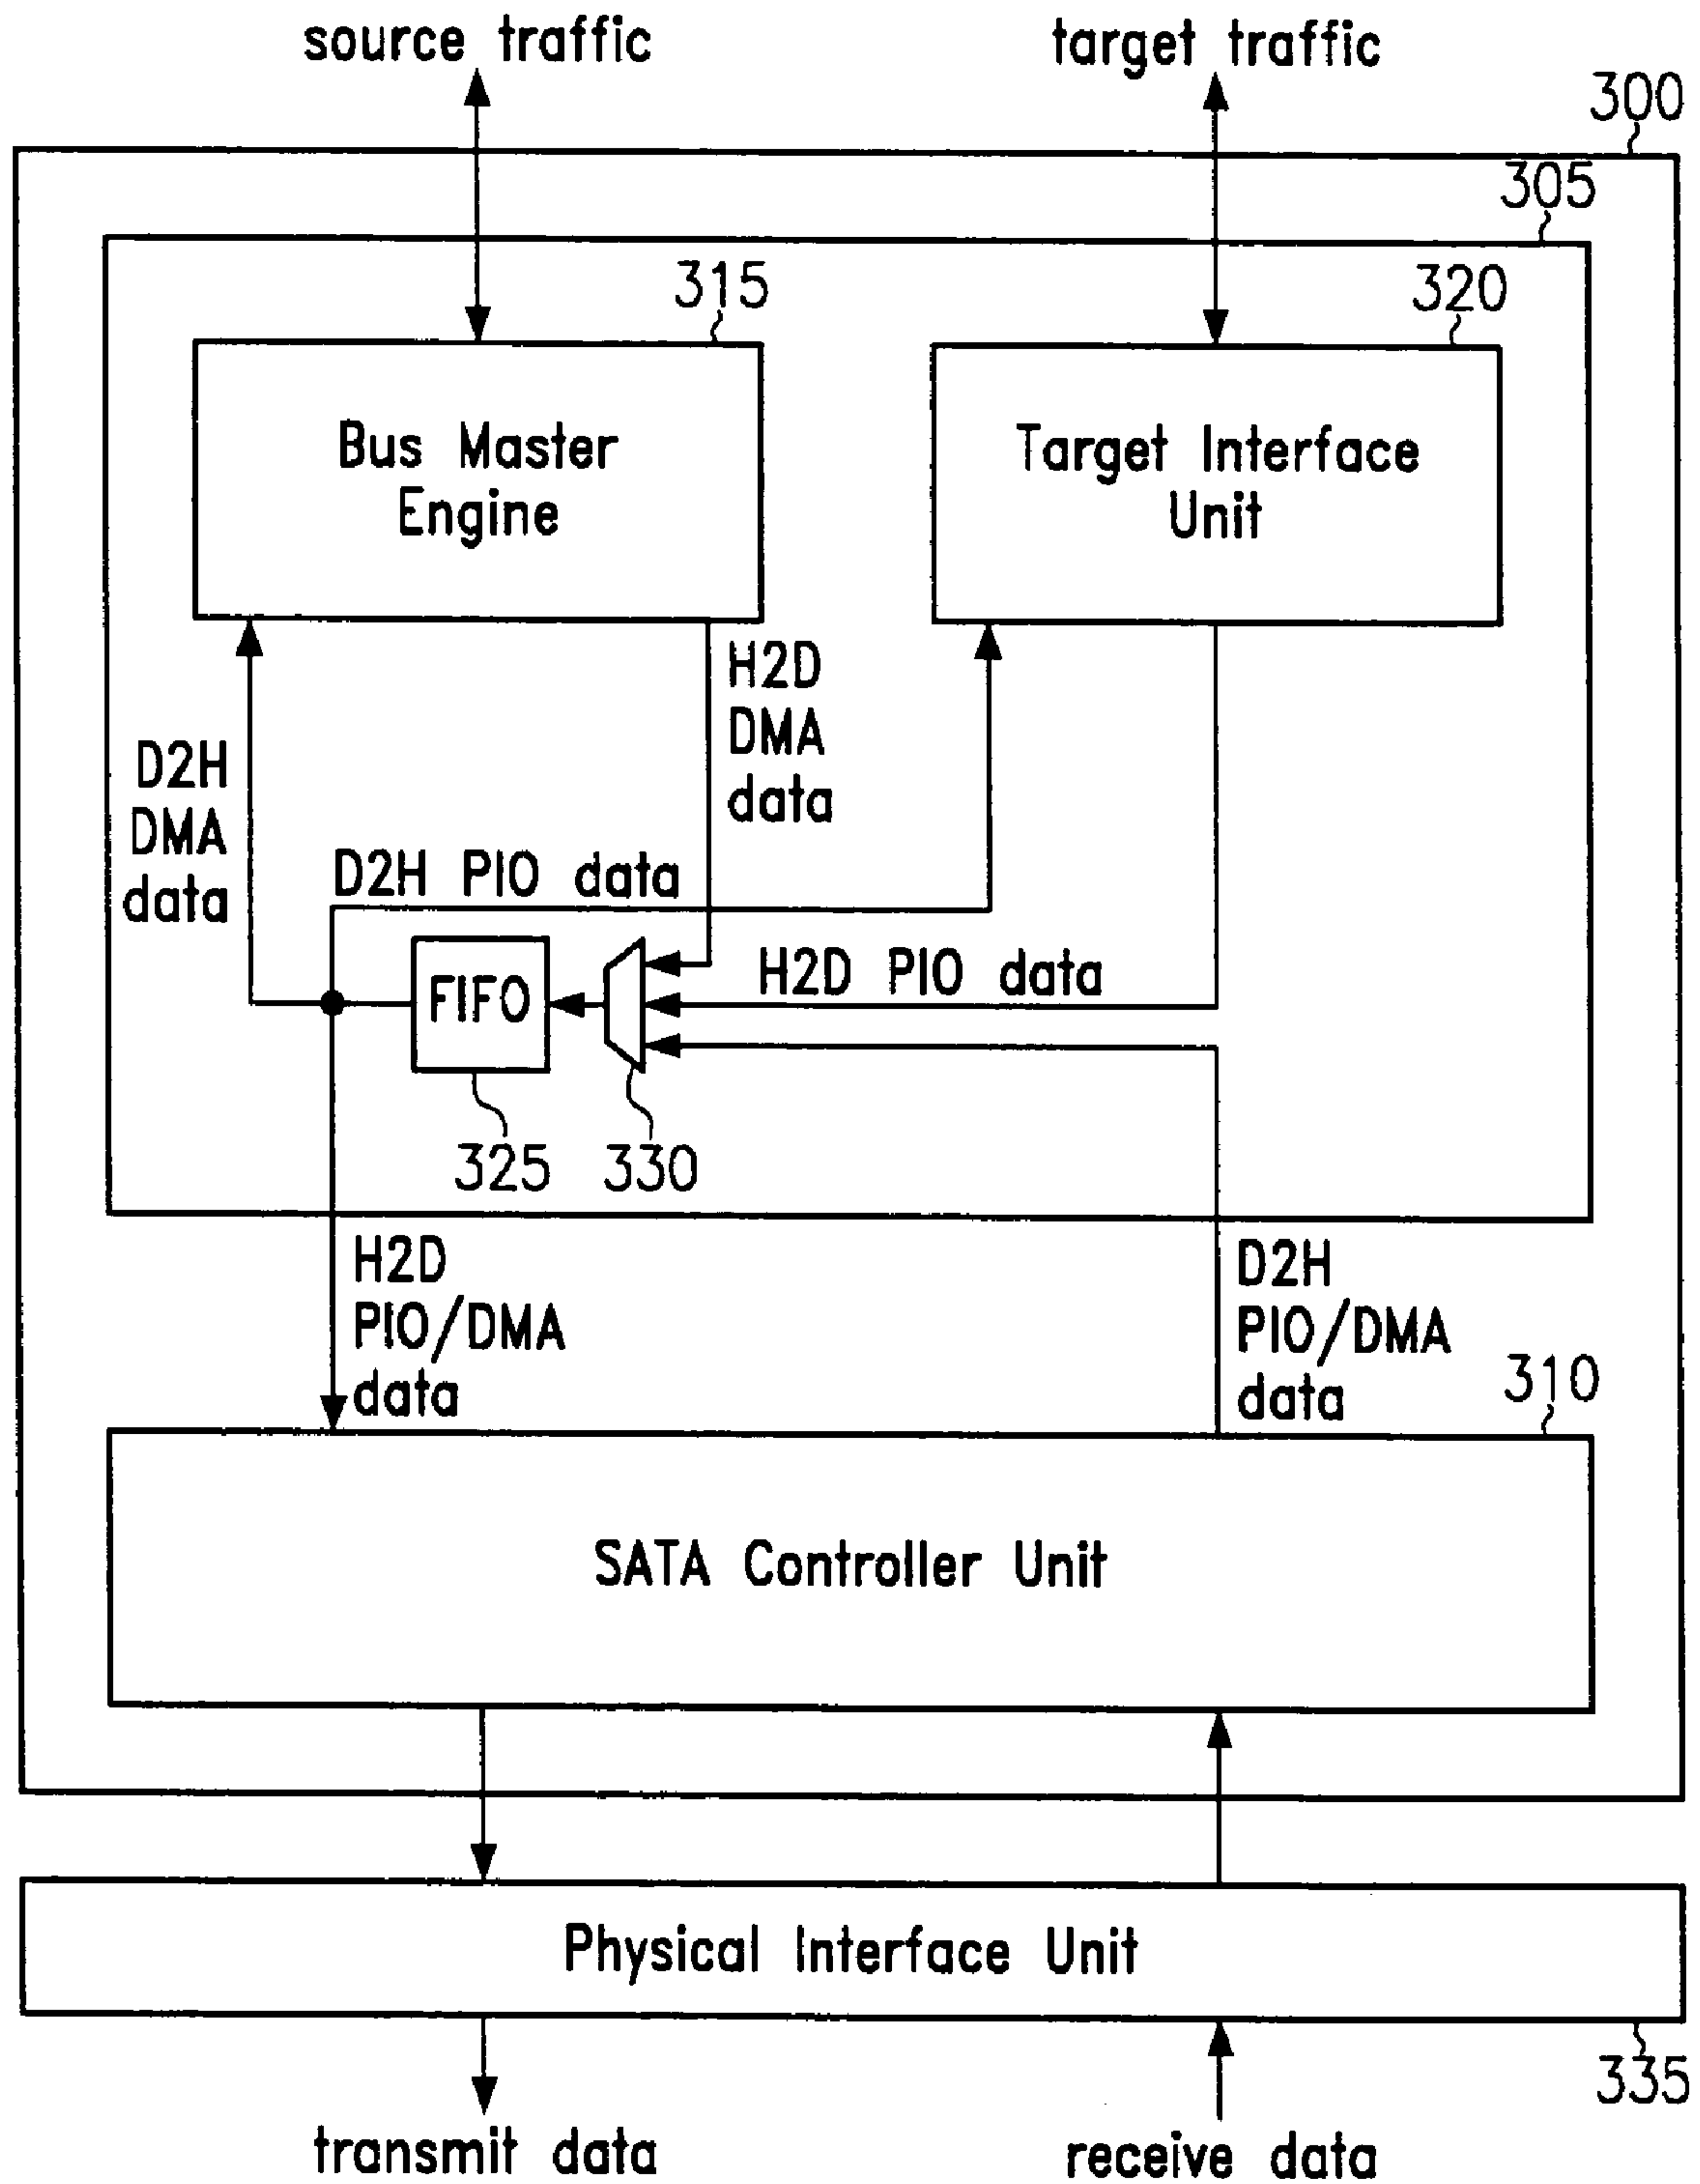 source traffic
target traffic
300
305
315
320
Bus Master
Engine
Target Interface
Unit
H2D
DMA
data
D2H
DMA
data
D2H PIO data
H2D PIO data
FIFO
325
330
H2D
PIO/DMA
data
D2H
PIO/DMA
data
310
SATA Controller Unit
Physical Interface Unit
335
transmit data
receive data